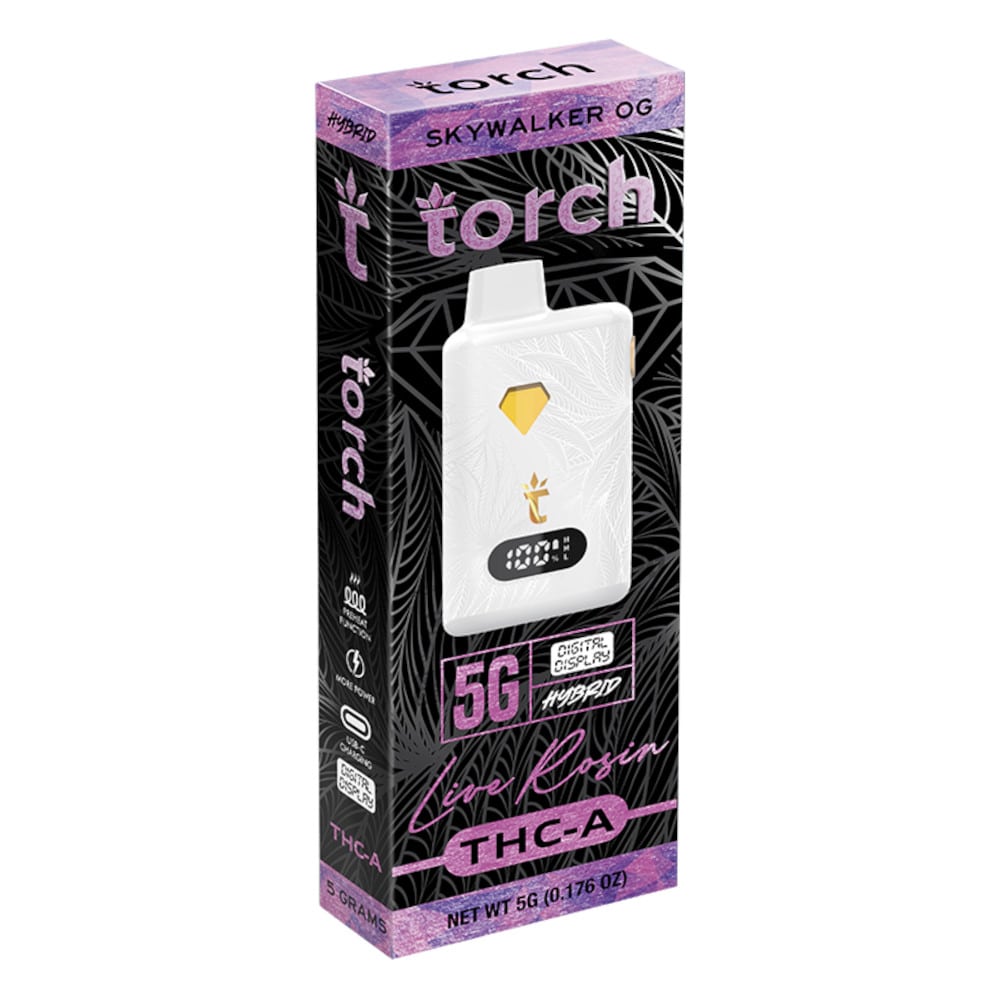 torch
SKYWALKER OG
torch
100%
H
M
L
t
5G
DIGITAL
DISPLAY
HYBRID
Live Rosin
THC-A
NET WT 5G (0.176 OZ)
HYBRID
t
torch
PREHEAT
FUNCTION
MORE POWER
USB-C
CHARGING
DIGITAL
DISPLAY
THC-A
5 GRAMS